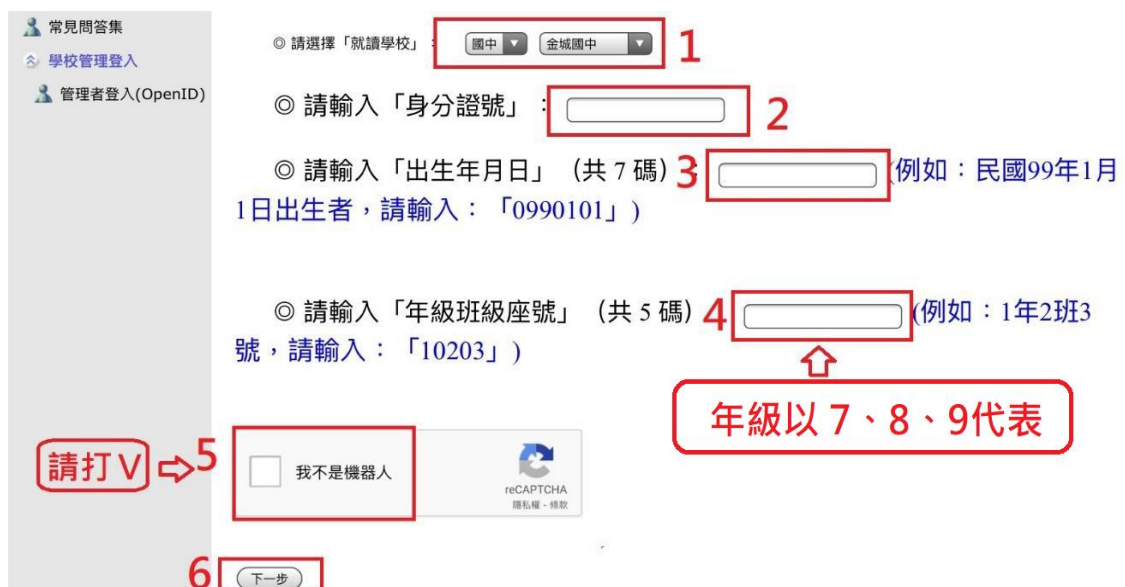 常見問答集
學校管理登入
管理者登入(OpenID)
◎ 請選擇「就讀學校」： 國中 金城國中 1
◎ 請輸入「身分證號」： 2
◎ 請輸入「出生年月日」（共 7 碼）3： (例如：民國99年1月
1日出生者，請輸入：「0990101」)
◎ 請輸入「年級班級座號」（共 5 碼）4 (例如：1年2班3
號，請輸入：「10203」)
年級以 7、8、9代表
請打 V 5 我不是機器人
reCAPTCHA
隱私權 - 條款
6 下一步